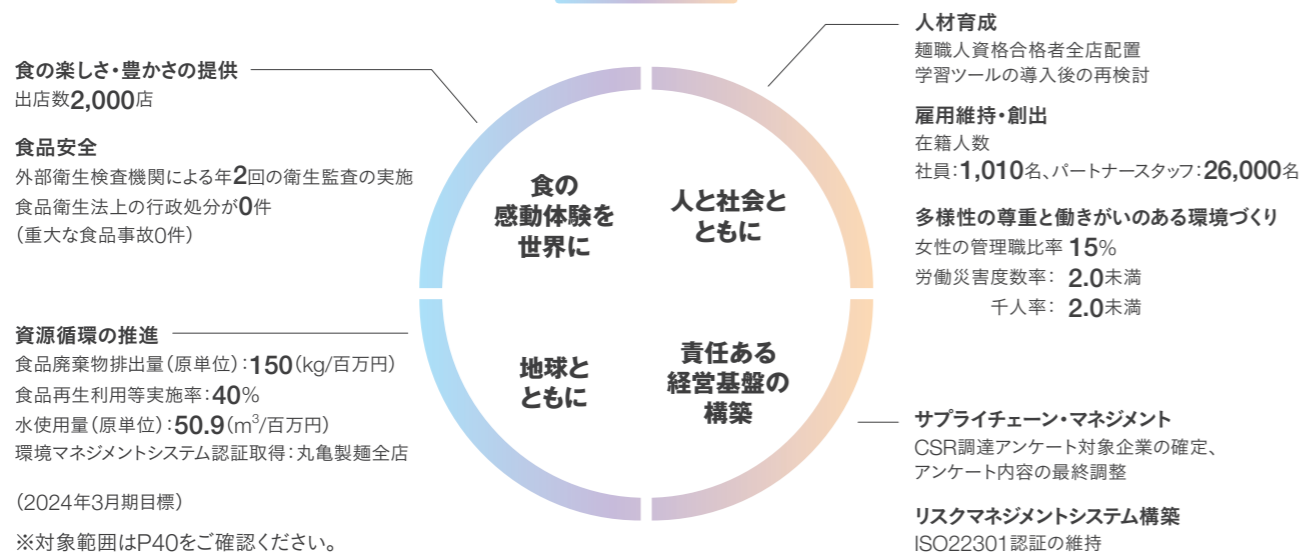 食の楽しさ・豊かさの提供
出店数2,000店
食品安全
外部衛生検査機関による年2回の衛生監査の実施
食品衛生法上の行政処分が0件
（重大な食品事故0件）
資源循環の推進
食品廃棄物排出量（原単位）：150（kg/百万円）
食品再生利用等実施率：40%
水使用量（原単位）：50.9（m³/百万円）
環境マネジメントシステム認証取得：丸亀製麺全店
（2024年3月期目標）
※対象範囲はP40をご確認ください。
食の
感動体験を
世界に
人と社会と
ともに
地球と
ともに
責任ある
経営基盤の
構築
人材育成
麺職人資格合格者全店配置
学習ツールの導入後の再検討
雇用維持・創出
在籍人数
社員：1,010名、パートナースタッフ：26,000名
多様性の尊重と働きがいのある環境づくり
女性の管理職比率 15%
労働災害度数率： 2.0未満
千人率： 2.0未満
サプライチェーン・マネジメント
CSR調達アンケート対象企業の確定、
アンケート内容の最終調整
リスクマネジメントシステム構築
ISO22301認証の維持